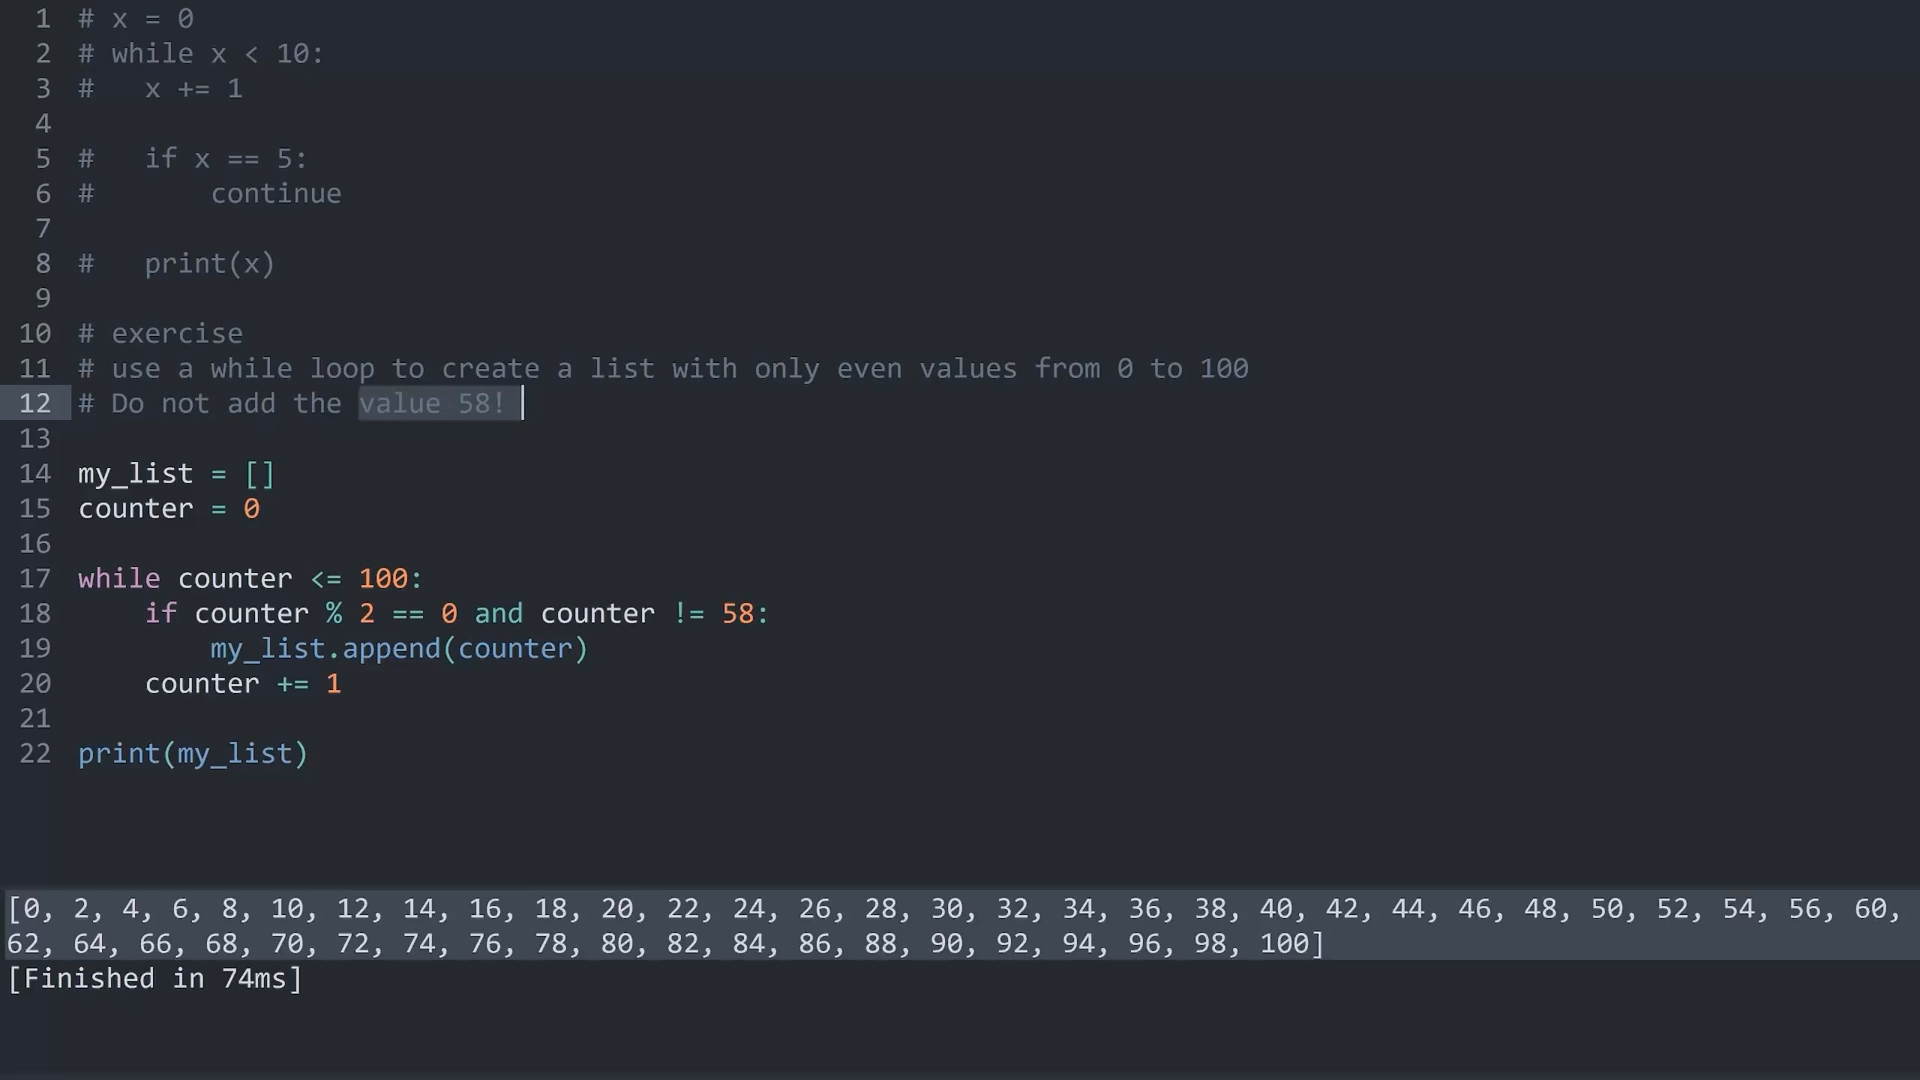 1 # x = 0
2 # while x < 10:
3 #   x += 1
4
5 #   if x == 5:
6 #       continue
7
8 #   print(x)
9
10 # exercise
11 # use a while loop to create a list with only even values from 0 to 100
12 # Do not add the value 58!
13
14 my_list = []
15 counter = 0
16
17 while counter <= 100:
18     if counter % 2 == 0 and counter != 58:
19         my_list.append(counter)
20     counter += 1
21
22 print(my_list)
[0, 2, 4, 6, 8, 10, 12, 14, 16, 18, 20, 22, 24, 26, 28, 30, 32, 34, 36, 38, 40, 42, 44, 46, 48, 50, 52, 54, 56, 60,
62, 64, 66, 68, 70, 72, 74, 76, 78, 80, 82, 84, 86, 88, 90, 92, 94, 96, 98, 100]
[Finished in 74ms]